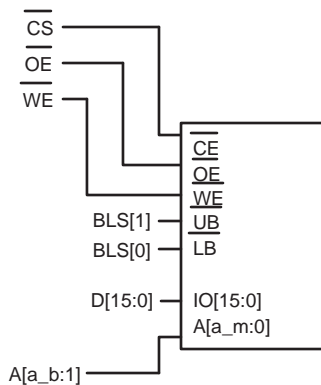 CS
OE
WE
CE
OE
WE
BLS[1] UB
BLS[0] LB
D[15:0] IO[15:0]
A[a_m:0]
A[a_b:1]